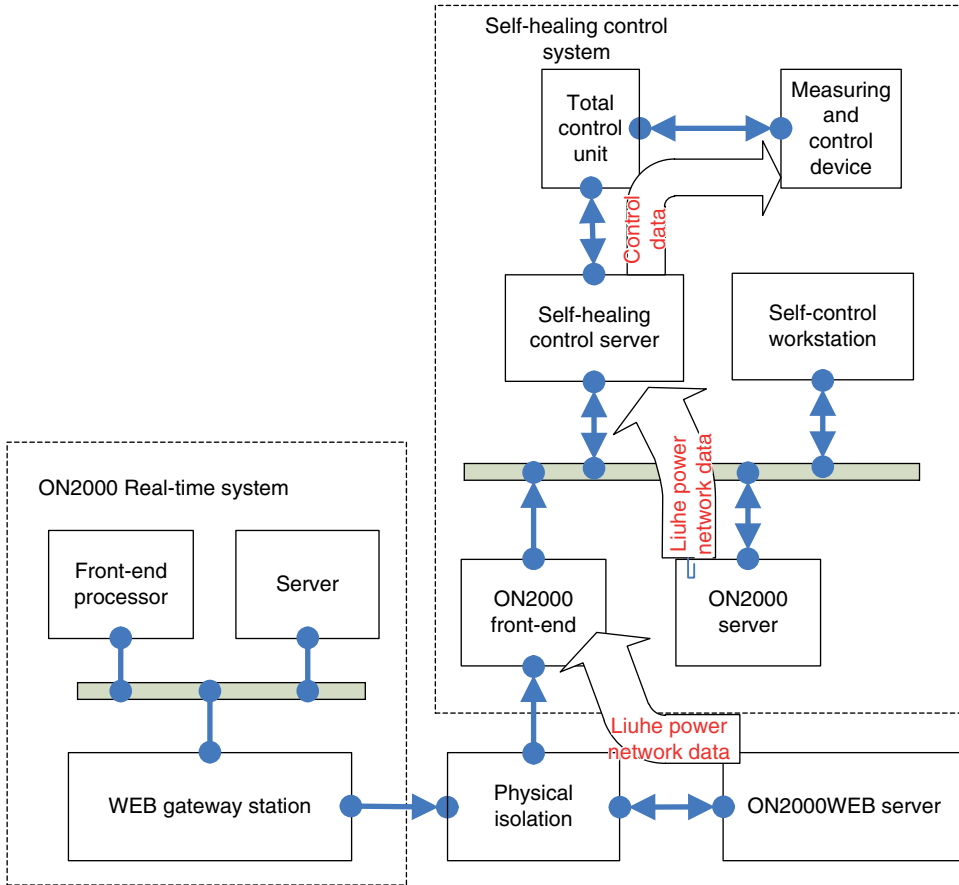 Self-healing control
system
Total
control
unit
Measuring
and
control
device
Control
data
Self-healing
control server
Self-control
workstation
Liuhe power
network data
ON2000 Real-time system
Front-end
processor
Server
ON2000
front-end
ON2000
server
Liuhe power
network data
WEB gateway station
Physical
isolation
ON2000WEB server